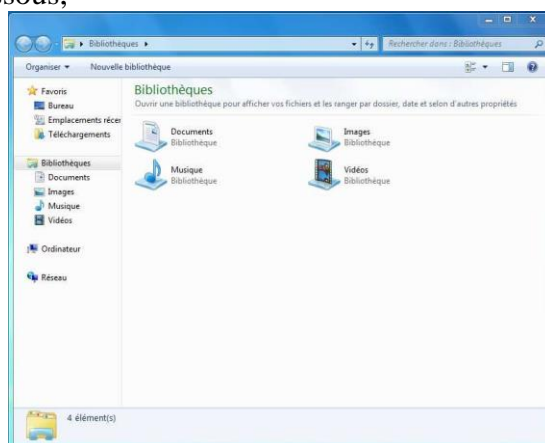 ssous,
Bibliothèques
Rechercher dans : Bibliothèques
Organiser
Nouvelle bibliothèque
Favoris
Bureau
Emplacements récen
Téléchargements
Bibliothèques
Documents
Images
Musique
Vidéos
Ordinateur
Réseau
Bibliothèques
Ouvrir une bibliothèque pour afficher vos fichiers et les ranger par dossier, date et selon d'autres propriétés
Documents
Bibliothèque
Images
Bibliothèque
Musique
Bibliothèque
Vidéos
Bibliothèque
4 élément(s)